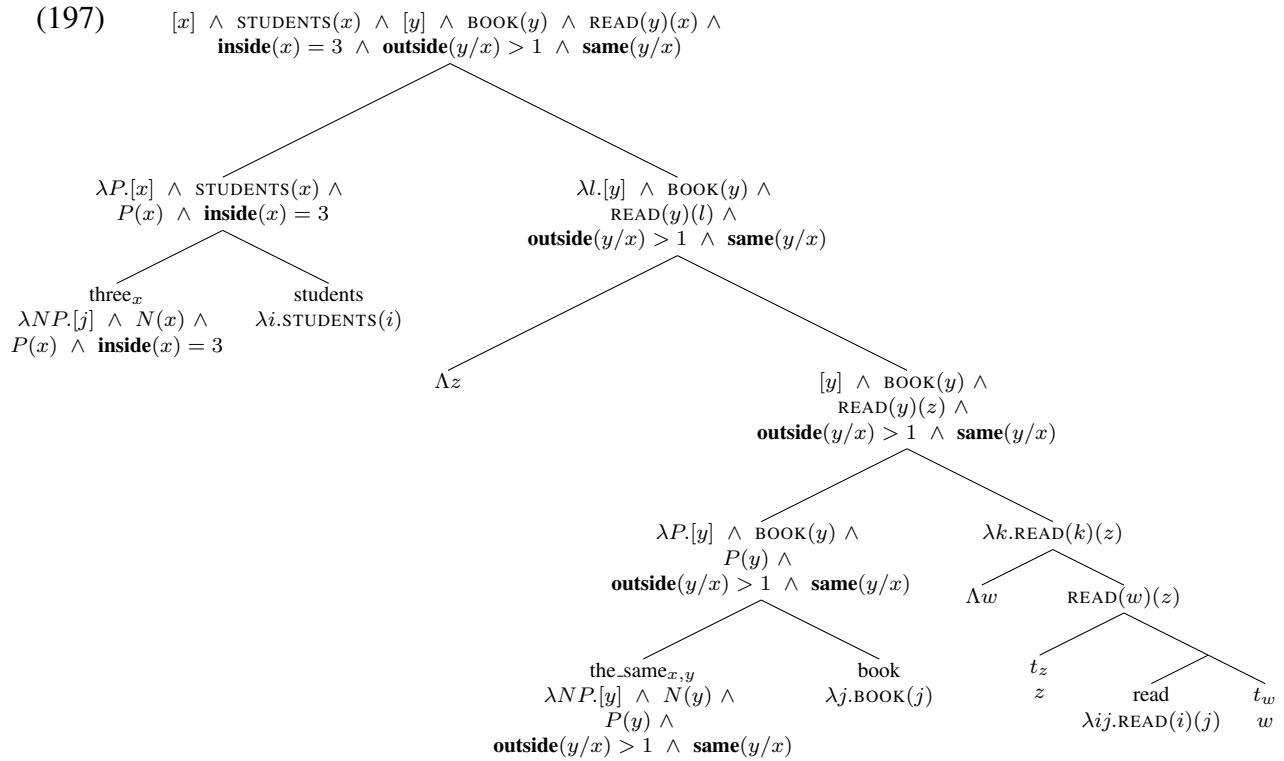 (197)
[x] ∧ STUDENTS(x) ∧ [y] ∧ BOOK(y) ∧ READ(y)(x) ∧
inside(x) = 3 ∧ outside(y/x) > 1 ∧ same(y/x)
λP.[x] ∧ STUDENTS(x) ∧
P(x) ∧ inside(x) = 3
λl.[y] ∧ BOOK(y) ∧
READ(y)(l) ∧
outside(y/x) > 1 ∧ same(y/x)
three_x
λNP.[j] ∧ N(x) ∧
P(x) ∧ inside(x) = 3
students
λi.STUDENTS(i)
Λz
[y] ∧ BOOK(y) ∧
READ(y)(z) ∧
outside(y/x) > 1 ∧ same(y/x)
λP.[y] ∧ BOOK(y) ∧
P(y) ∧
outside(y/x) > 1 ∧ same(y/x)
λk.READ(k)(z)
Λw
READ(w)(z)
the_same_x,y
λNP.[y] ∧ N(y) ∧
P(y) ∧
outside(y/x) > 1 ∧ same(y/x)
book
λj.BOOK(j)
t_z
z
read
λij.READ(i)(j)
t_w
w